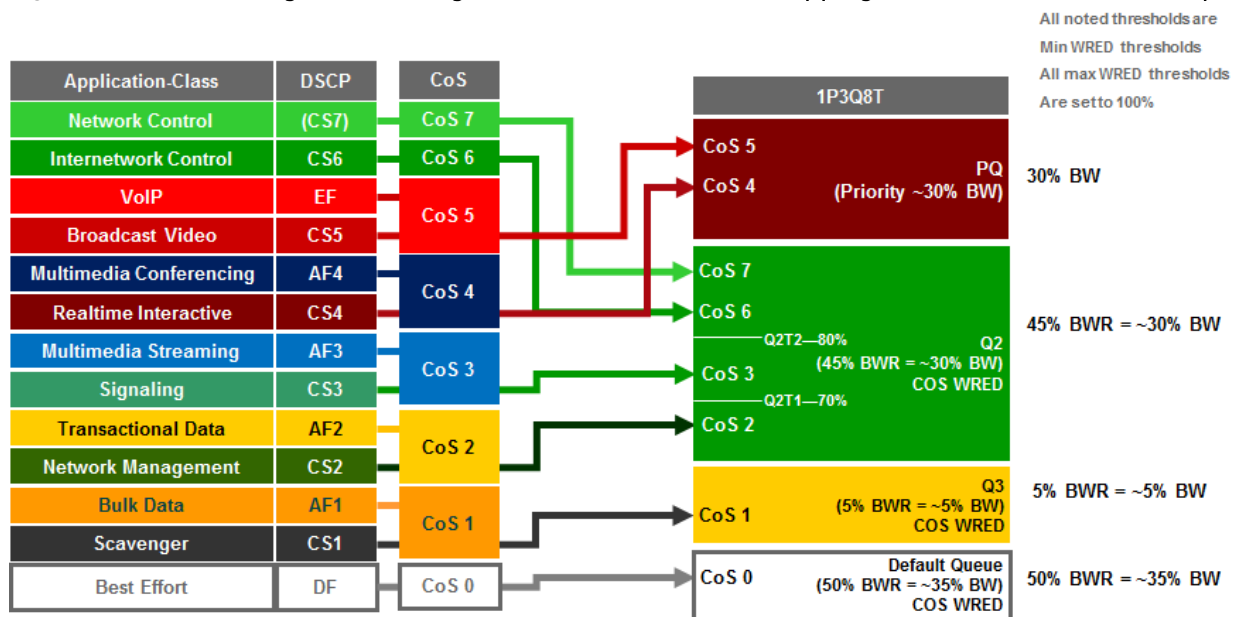 All noted thresholds are
Min WRED thresholds
All max WRED thresholds
Are set to 100%
Application-Class DSCP CoS
1P3Q8T
Network Control (CS7) CoS 7
Internetwork Control CS6 CoS 6
VoIP EF
CoS 5
Broadcast Video CS5
Multimedia Conferencing AF4
CoS 4
Realtime Interactive CS4
Multimedia Streaming AF3
CoS 3
Signaling CS3
Transactional Data AF2
CoS 2
Network Management CS2
Bulk Data AF1
CoS 1
Scavenger CS1
Best Effort DF CoS 0
CoS 5
CoS 4
PQ
(Priority ~30% BW)
30% BW
CoS 7
CoS 6
Q2T2—80%
CoS 3
Q2T1—70%
CoS 2
Q2
(45% BWR = ~30% BW)
COS WRED
45% BWR = ~30% BW
CoS 1
Q3
(5% BWR = ~5% BW)
COS WRED
5% BWR = ~5% BW
CoS 0
Default Queue
(50% BWR = ~35% BW)
COS WRED
50% BWR = ~35% BW